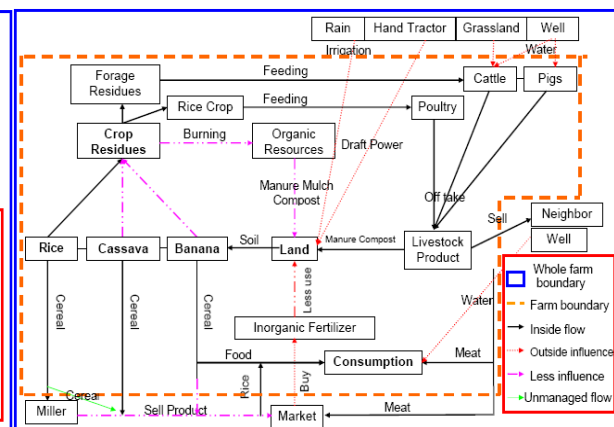 Rain Hand Tractor Grassland Well
Irrigation Water
Forage
Residues
Feeding
Cattle Pigs
Rice Crop
Feeding
Poultry
Crop
Residues
Burning
Organic
Resources
Draft Power
Manure Mulch
Compost
Off take
Sell
Neighbor
Well
Rice Cassava Banana
Soil
Land
Manure Compost
Livestock
Product
Cereal
Cereal
Cereal
Less use
Water
Inorganic Fertilizer
Food
Consumption
Meat
Rice
Buy
Cereal
Miller
Sell Product
Market
Meat
Whole farm
boundary
Farm boundary
Inside flow
Outside influence
Less influence
Unmanaged flow